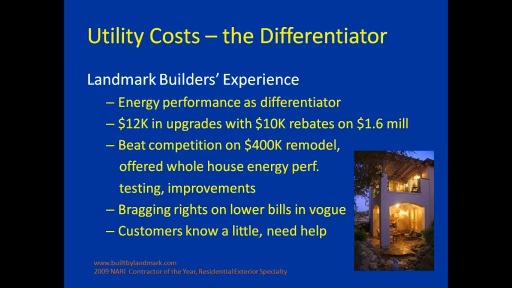 Utility Costs – the Differentiator
Landmark Builders' Experience
– Energy performance as differentiator
– $12K in upgrades with $10K rebates on $1.6 mill
– Beat competition on $400K remodel,
offered whole house energy perf.
testing, improvements
– Bragging rights on lower bills in vogue
– Customers know a little, need help
www.builtbylandmark.com
2009 NARI Contractor of the Year, Residential Exterior Specialty